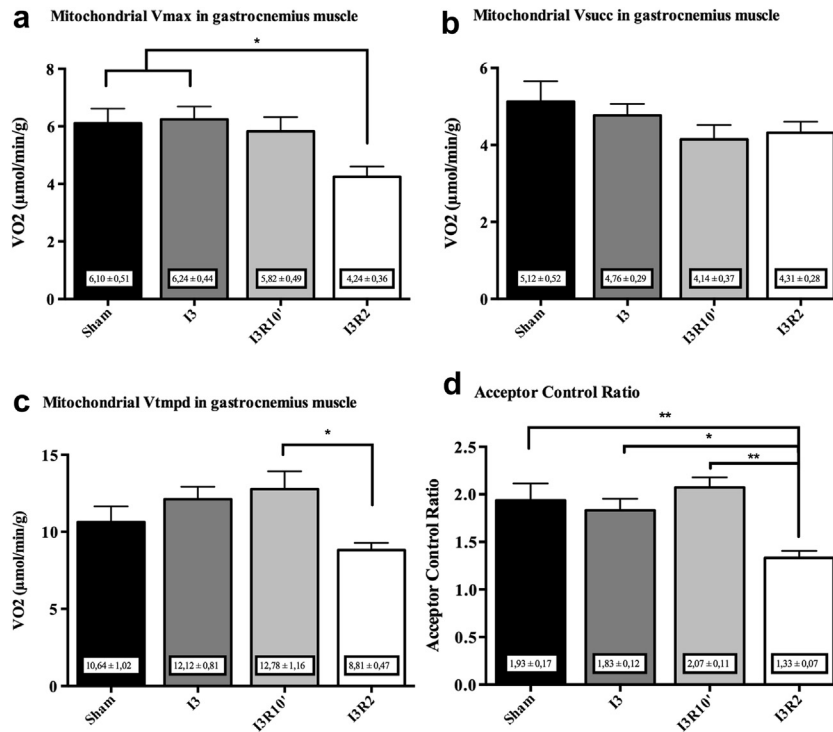 a Mitochondrial Vmax in gastrocnemius muscle
*
8
6
4
2
0
VO2 (μmol/min/g)
6,10 ± 0,51
6,24 ± 0,44
5,82 ± 0,49
4,24 ± 0,36
Sham
I3
I3R10'
I3R2
b Mitochondrial Vsucc in gastrocnemius muscle
6
4
2
0
VO2 (μmol/min/g)
5,12 ± 0,52
4,76 ± 0,29
4,14 ± 0,37
4,31 ± 0,28
Sham
I3
I3R10'
I3R2
c Mitochondrial Vtmpd in gastrocnemius muscle
*
15
10
5
0
VO2 (μmol/min/g)
10,64 ± 1,02
12,12 ± 0,81
12,78 ± 1,16
8,81 ± 0,47
Sham
I3
I3R10'
I3R2
d Acceptor Control Ratio
**
*
**
2.5
2.0
1.5
1.0
0.5
0.0
Acceptor Control Ratio
1,93 ± 0,17
1,83 ± 0,12
2,07 ± 0,11
1,33 ± 0,07
Sham
I3
I3R10'
I3R2